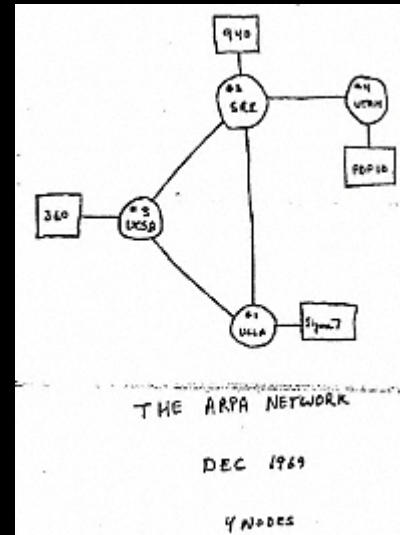 940
#2
SRI
#4
UTAH
PDP10
360
#3
UCSB
#1
UCLA
Sigma7
THE ARPA NETWORK
DEC 1969
4 NODES